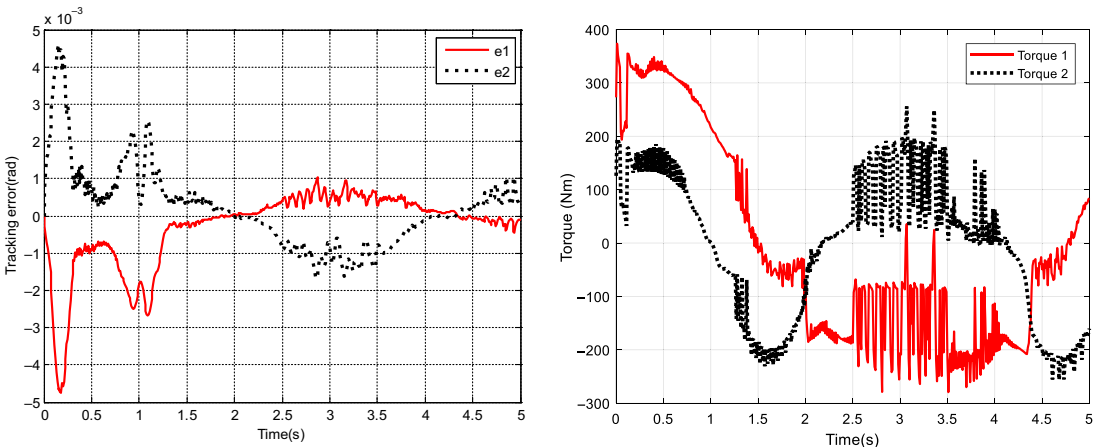 x 10⁻³
5
4
3
2
1
0
−1
−2
−3
−4
−5
Tracking error(rad)
e1
e2
0 0.5 1 1.5 2 2.5 3 3.5 4 4.5 5
Time(s)
400
300
200
100
0
−100
−200
−300
Torque (Nm)
Torque 1
Torque 2
0 0.5 1 1.5 2 2.5 3 3.5 4 4.5 5
Time(s)